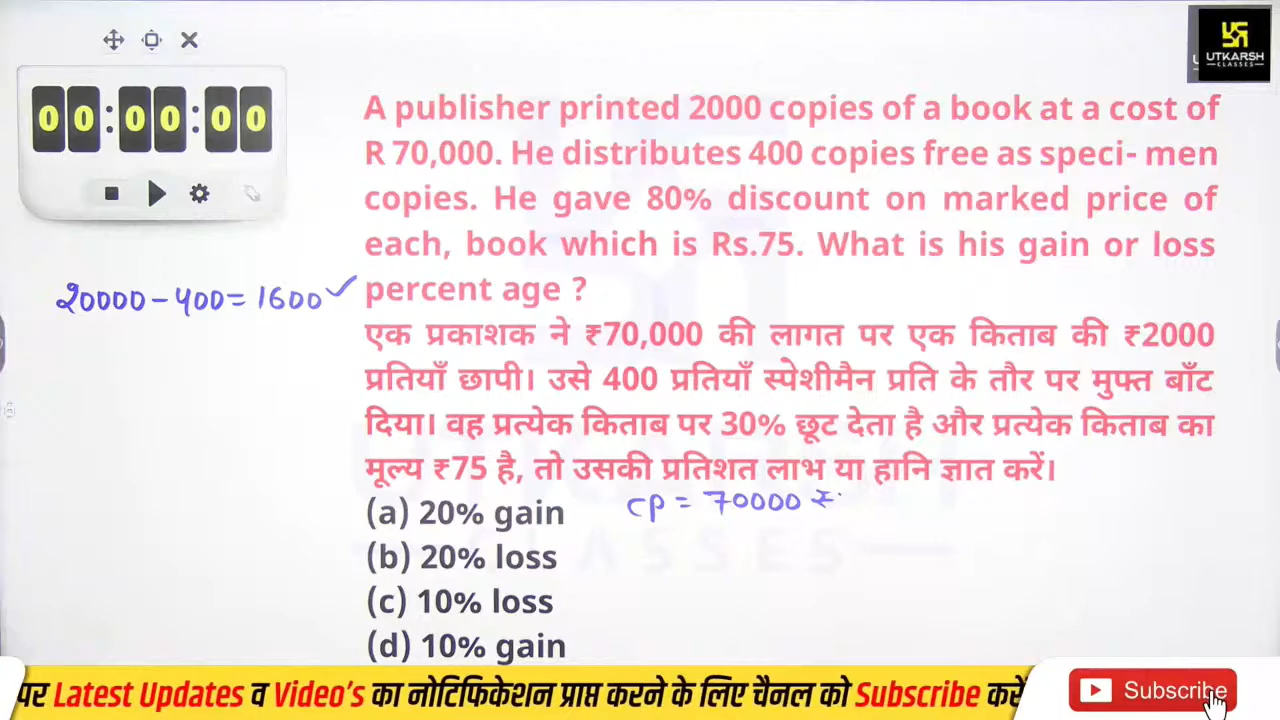 UTKARSH
CLASSES
00:00:00
A publisher printed 2000 copies of a book at a cost of
R 70,000. He distributes 400 copies free as speci- men
copies. He gave 80% discount on marked price of
each, book which is Rs.75. What is his gain or loss
percent age ?
20000-400=1600✓
एक प्रकाशक ने ₹70,000 की लागत पर एक किताब की ₹2000
प्रतियाँ छापी। उसे 400 प्रतियाँ स्पेशीमैन प्रति के तौर पर मुफ्त बाँट
दिया। वह प्रत्येक किताब पर 30% छूट देता है और प्रत्येक किताब का
मूल्य ₹75 है, तो उसकी प्रतिशत लाभ या हानि ज्ञात करें।
CP = 70000 ₹
(a) 20% gain
(b) 20% loss
(c) 10% loss
(d) 10% gain
CLASSES
पर Latest Updates व Video's का नोटिफिकेशन प्राप्त करने के लिए चैनल को Subscribe करें
Subscribe